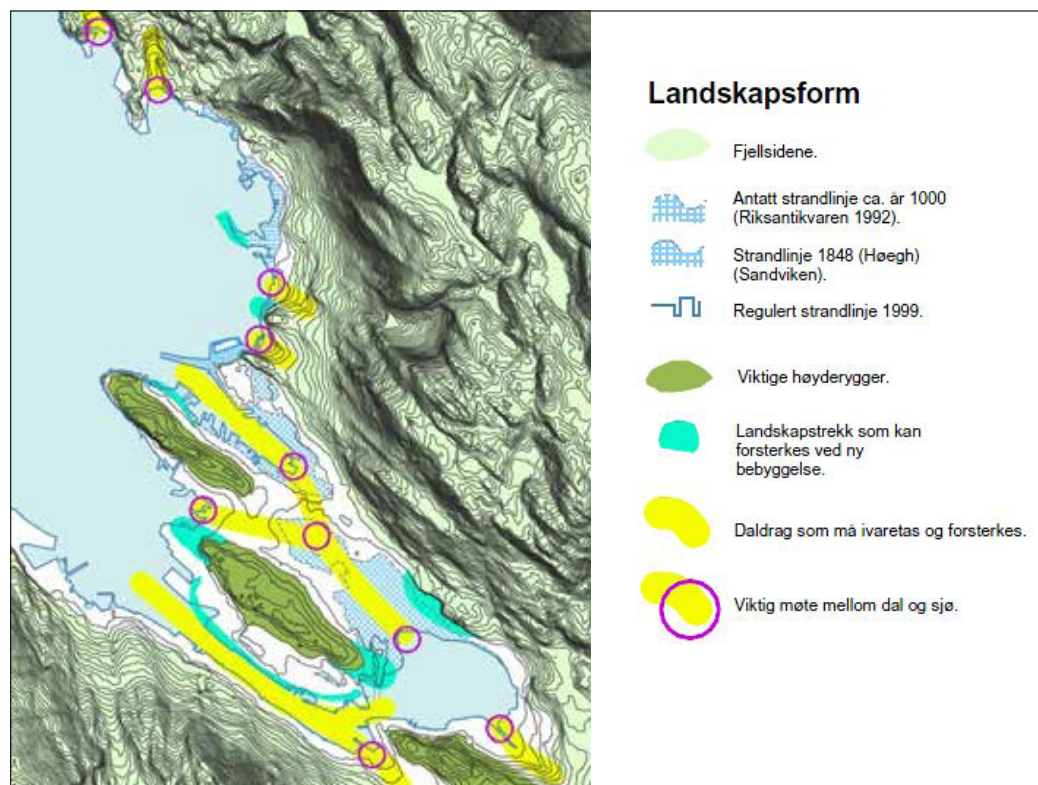 Landskapsform
Fjellsidene.
Antatt strandlinje ca. år 1000
(Riksantikvaren 1992).
Strandlinje 1848 (Høegh)
(Sandviken).
Regulert strandlinje 1999.
Viktige høyderygger.
Landskapstrekk som kan
forsterkes ved ny
bebyggelse.
Daldrag som må ivaretas og forsterkes.
Viktig møte mellom dal og sjø.